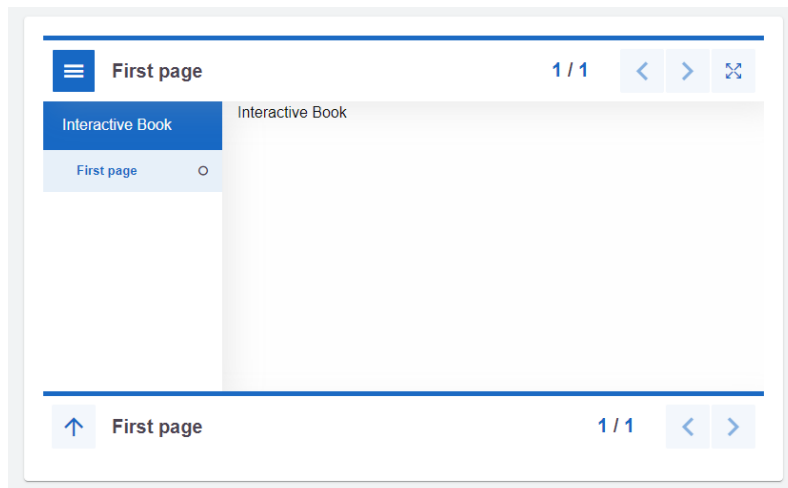 First page
1 / 1
Interactive Book
Interactive Book
First page
First page
1 / 1